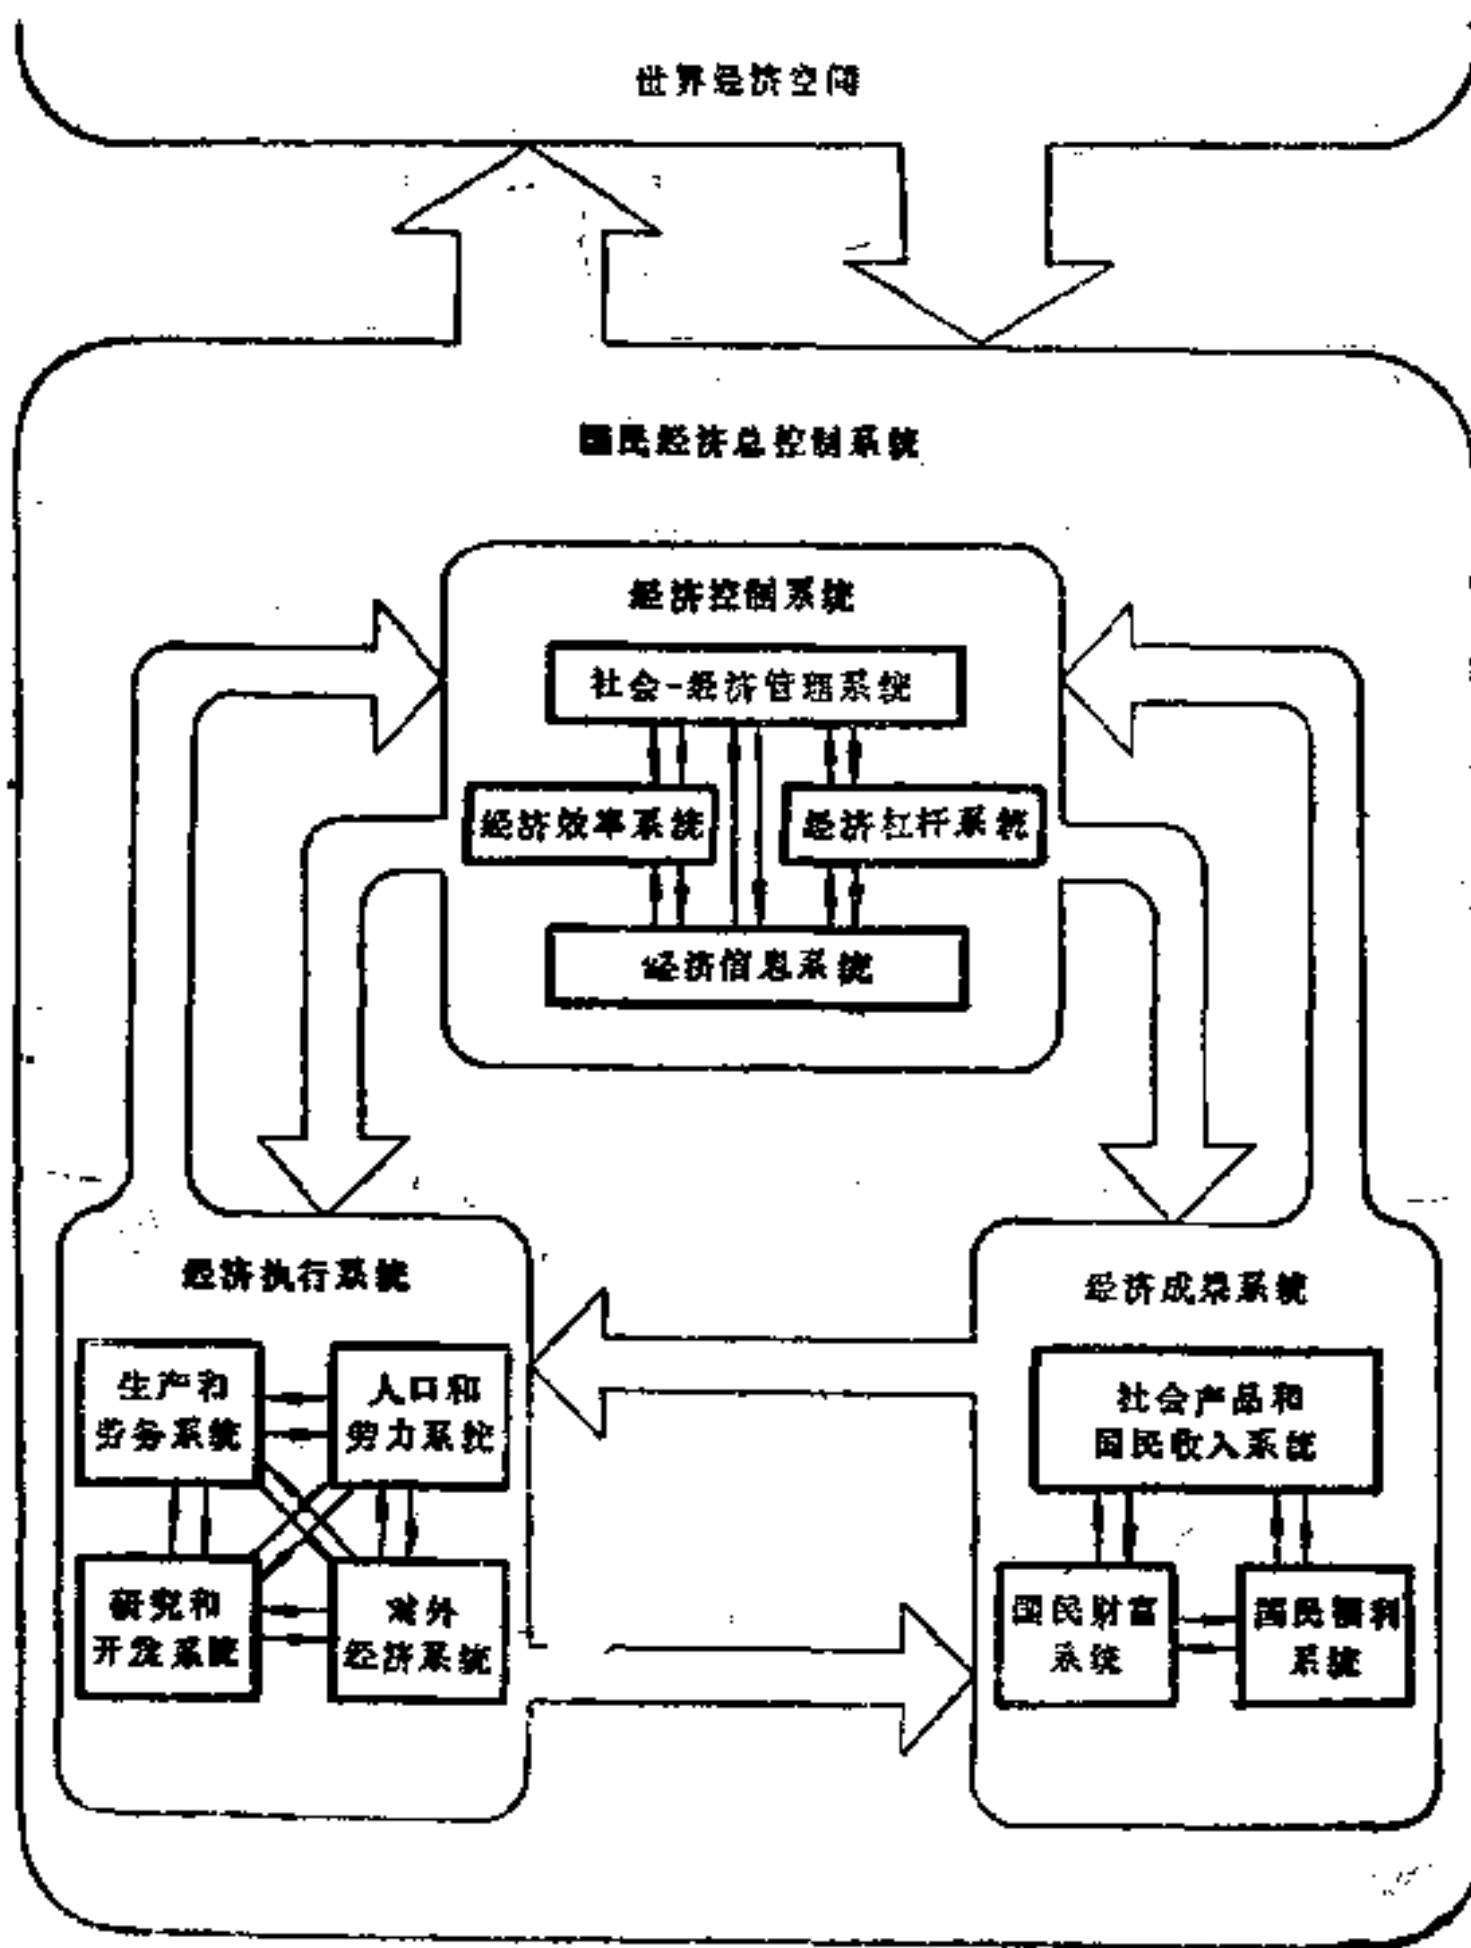 世界经济空间
国民经济总控制系统
经济控制系统
社会-经济管理系统
经济效率系统
经济杠杆系统
经济信息系统
经济执行系统
生产和
劳务系统
人口和
劳力系统
研究和
开发系统
对外
经济系统
经济成果系统
社会产品和
国民收入系统
国民财富
系统
国民福利
系统